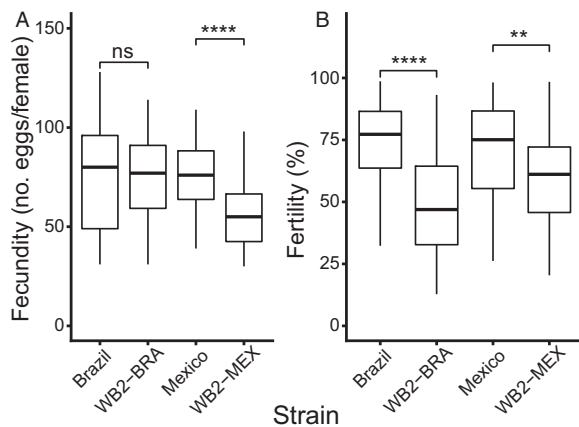 A
Fecundity (no. eggs/female)
150
100
50
0
ns
****
Brazil
WB2−BRA
Mexico
WB2−MEX
B
Fertility (%)
100
75
50
25
0
****
**
Brazil
WB2−BRA
Mexico
WB2−MEX
Strain